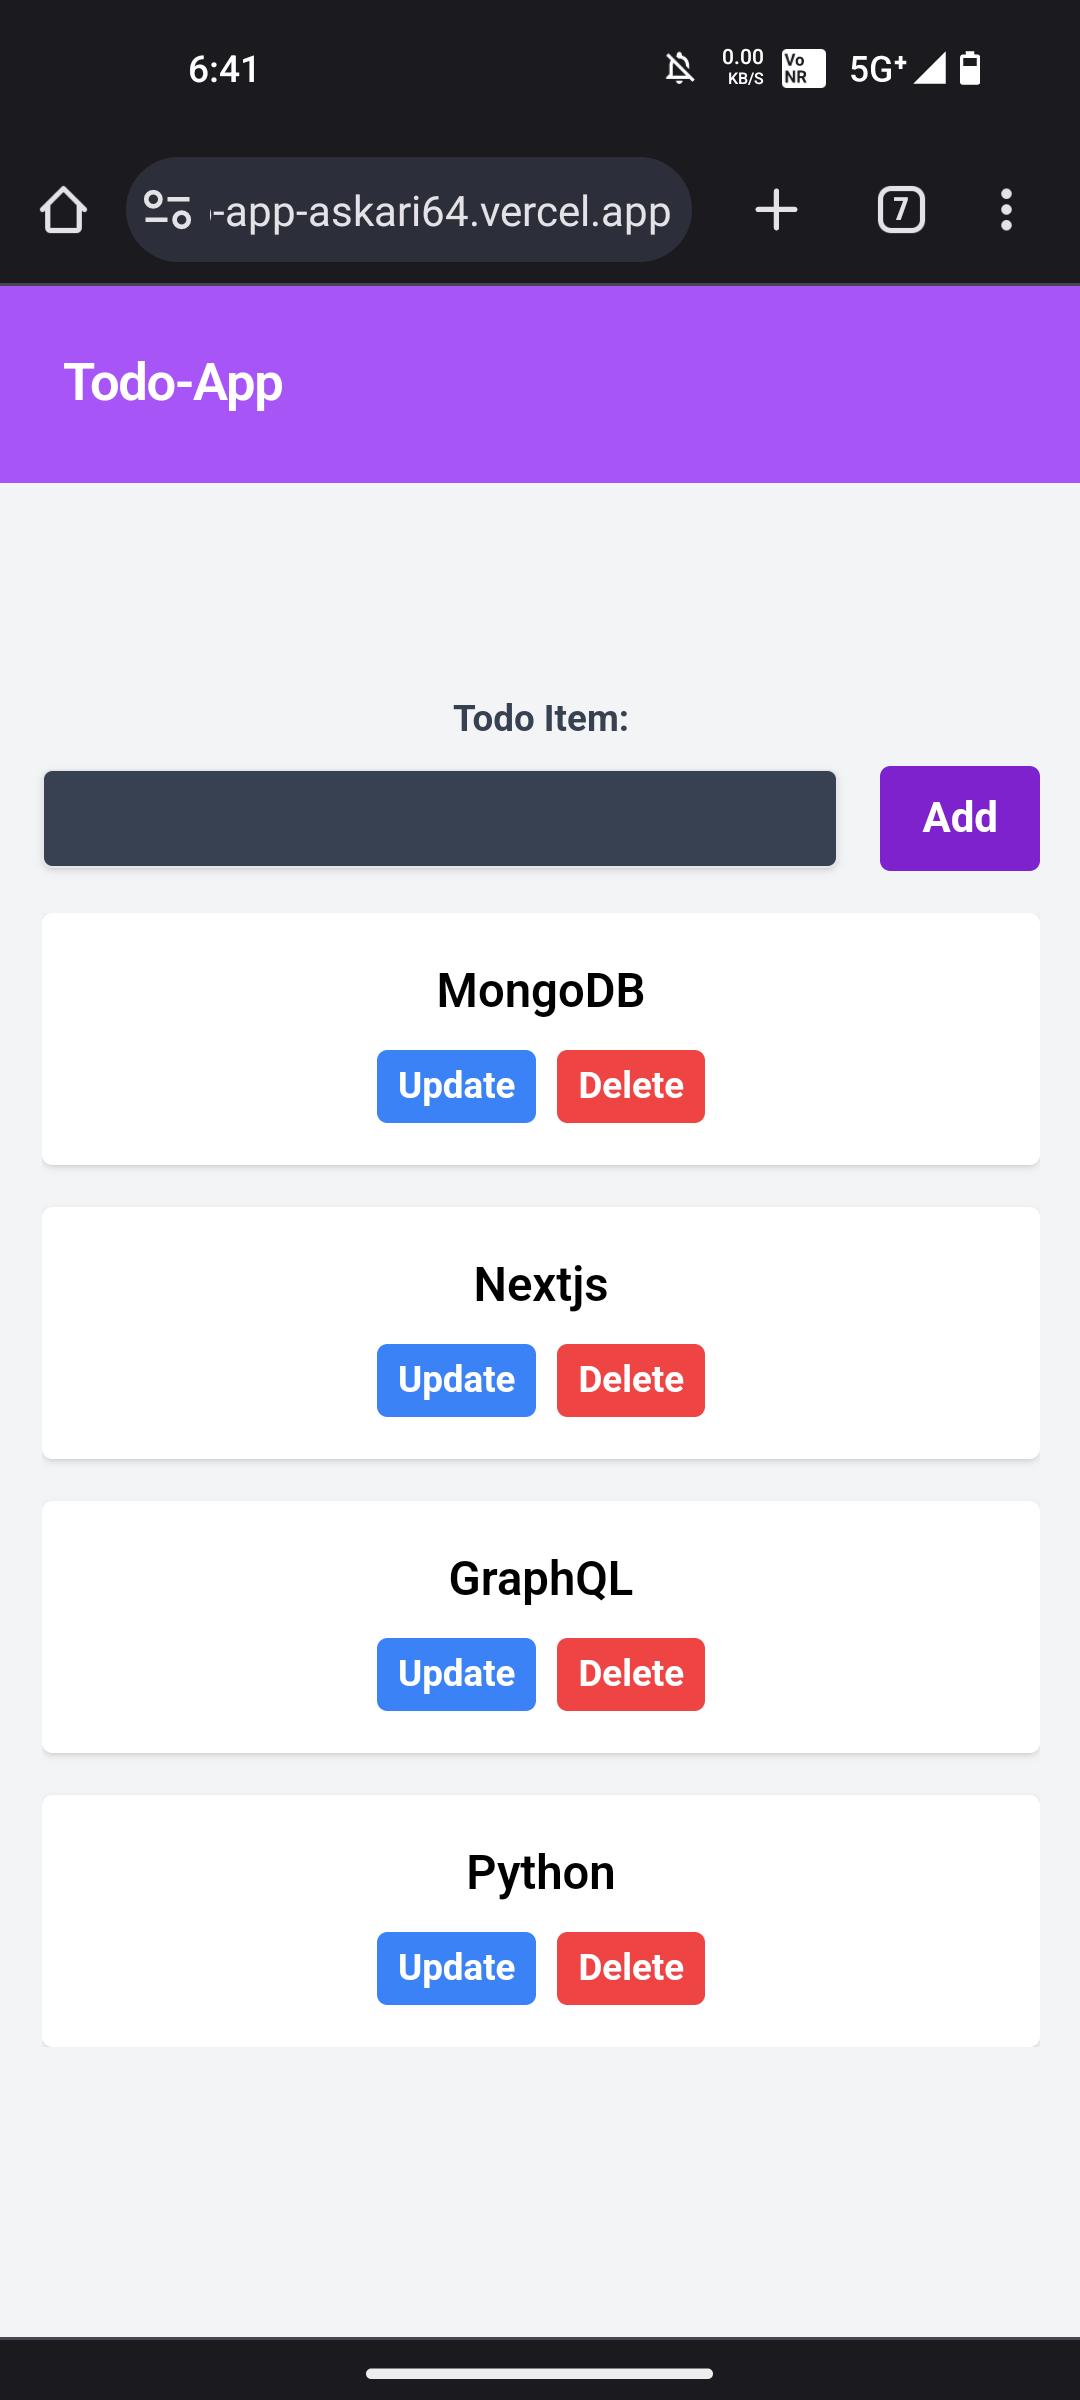 6:41
0.00
KB/S
Vo
NR
5G+
-app-askari64.vercel.app
7
Todo-App
Todo Item:
Add
MongoDB
Update Delete
Nextjs
Update Delete
GraphQL
Update Delete
Python
Update Delete